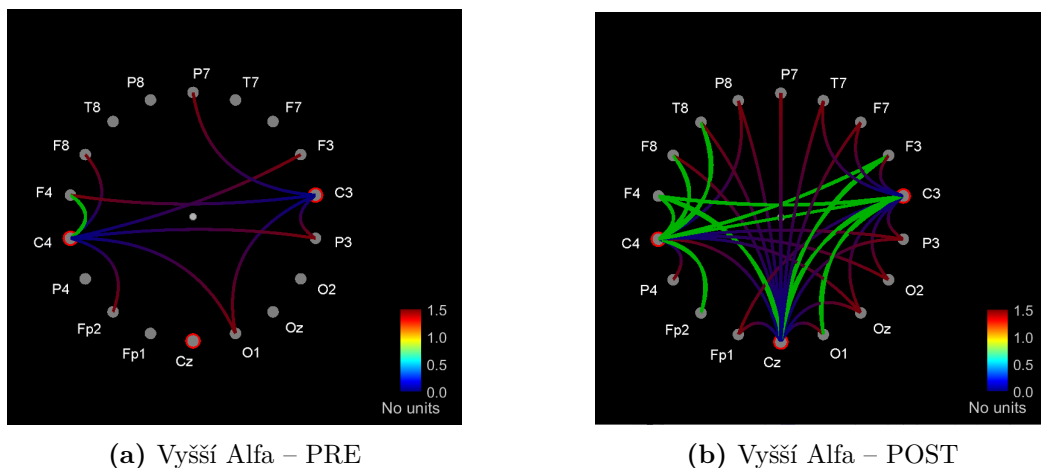 P7
P8
T7
T8
F7
F8
F3
F4
C3
C4
P3
P4
O2
Fp2
Oz
Fp1
Cz
O1
1.5
1.0
0.5
0.0
No units
(a) Vyšší Alfa – PRE
P7
P8
T7
T8
F7
F8
F3
F4
C3
C4
P3
P4
O2
Fp2
Oz
Fp1
Cz
O1
1.5
1.0
0.5
0.0
No units
(b) Vyšší Alfa – POST